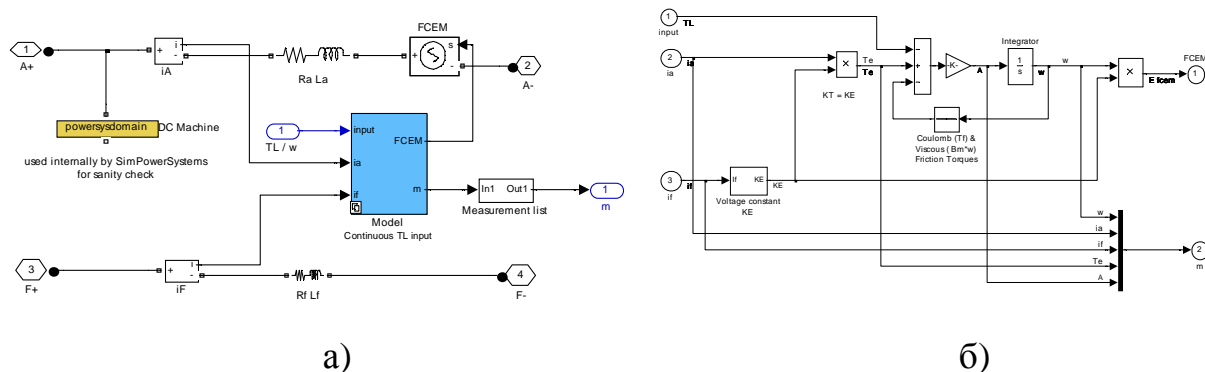 FCEM
1
A+
+
i
-
iA
Ra La
+
s
-
2
A-
powersysdomain
DC Machine
used internally by SimPowerSystems
for sanity check
1
TL / w
input
ia
if
FCEM
m
Model
Continuous TL input
In1
Out1
Measurement list
1
m
3
F+
+
i
-
iF
Rf Lf
4
F-
а)
1
TL
input
2
ia
ia
×
KT = KE
Te
Te
-
+
-
-K-
A
Integrator
1
s
w
w
×
FCEM
E fcem
1
Coulomb (Tf) &
Viscous ( Bm*w)
Friction Torques
3
if
if
If
KE
KE
Voltage constant
KE
w
ia
if
Te
A
2
m
б)